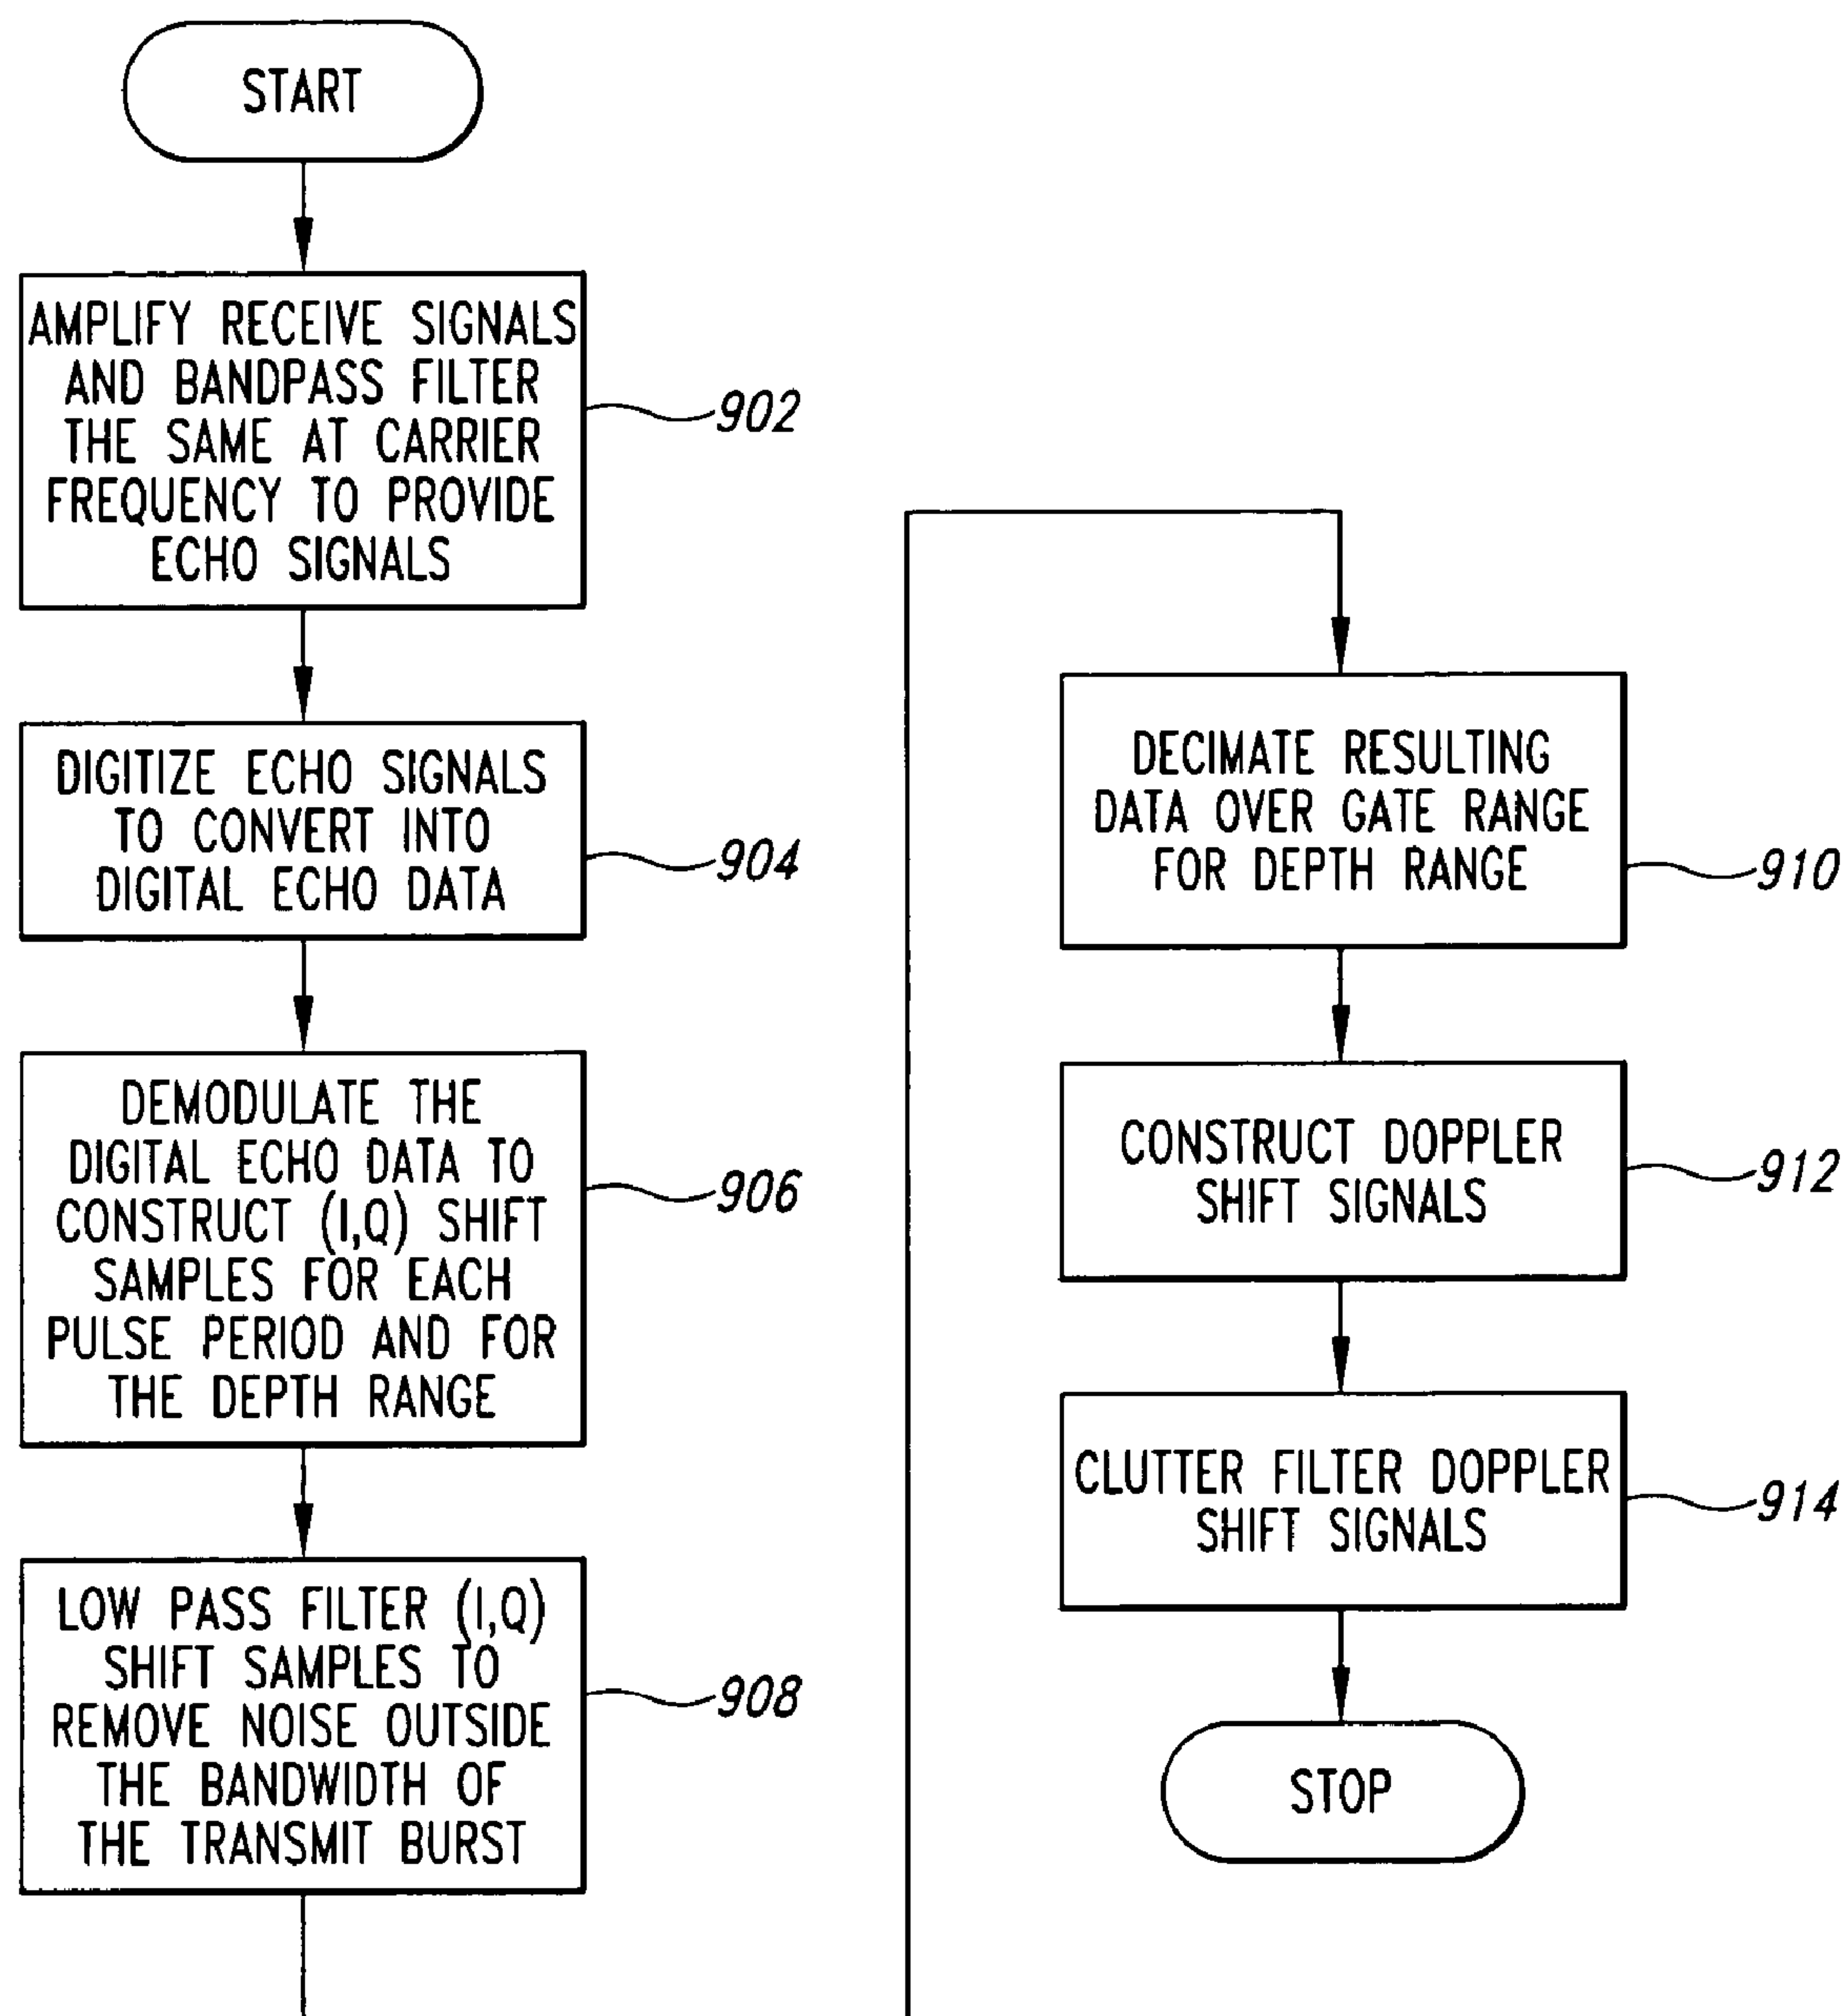 START
AMPLIFY RECEIVE SIGNALS
AND BANDPASS FILTER
THE SAME AT CARRIER
FREQUENCY TO PROVIDE
ECHO SIGNALS
902
DIGITIZE ECHO SIGNALS
TO CONVERT INTO
DIGITAL ECHO DATA
904
DEMODULATE THE
DIGITAL ECHO DATA TO
CONSTRUCT (I,Q) SHIFT
SAMPLES FOR EACH
PULSE PERIOD AND FOR
THE DEPTH RANGE
906
LOW PASS FILTER (I,Q)
SHIFT SAMPLES TO
REMOVE NOISE OUTSIDE
THE BANDWIDTH OF
THE TRANSMIT BURST
908
DECIMATE RESULTING
DATA OVER GATE RANGE
FOR DEPTH RANGE
910
CONSTRUCT DOPPLER
SHIFT SIGNALS
912
CLUTTER FILTER DOPPLER
SHIFT SIGNALS
914
STOP